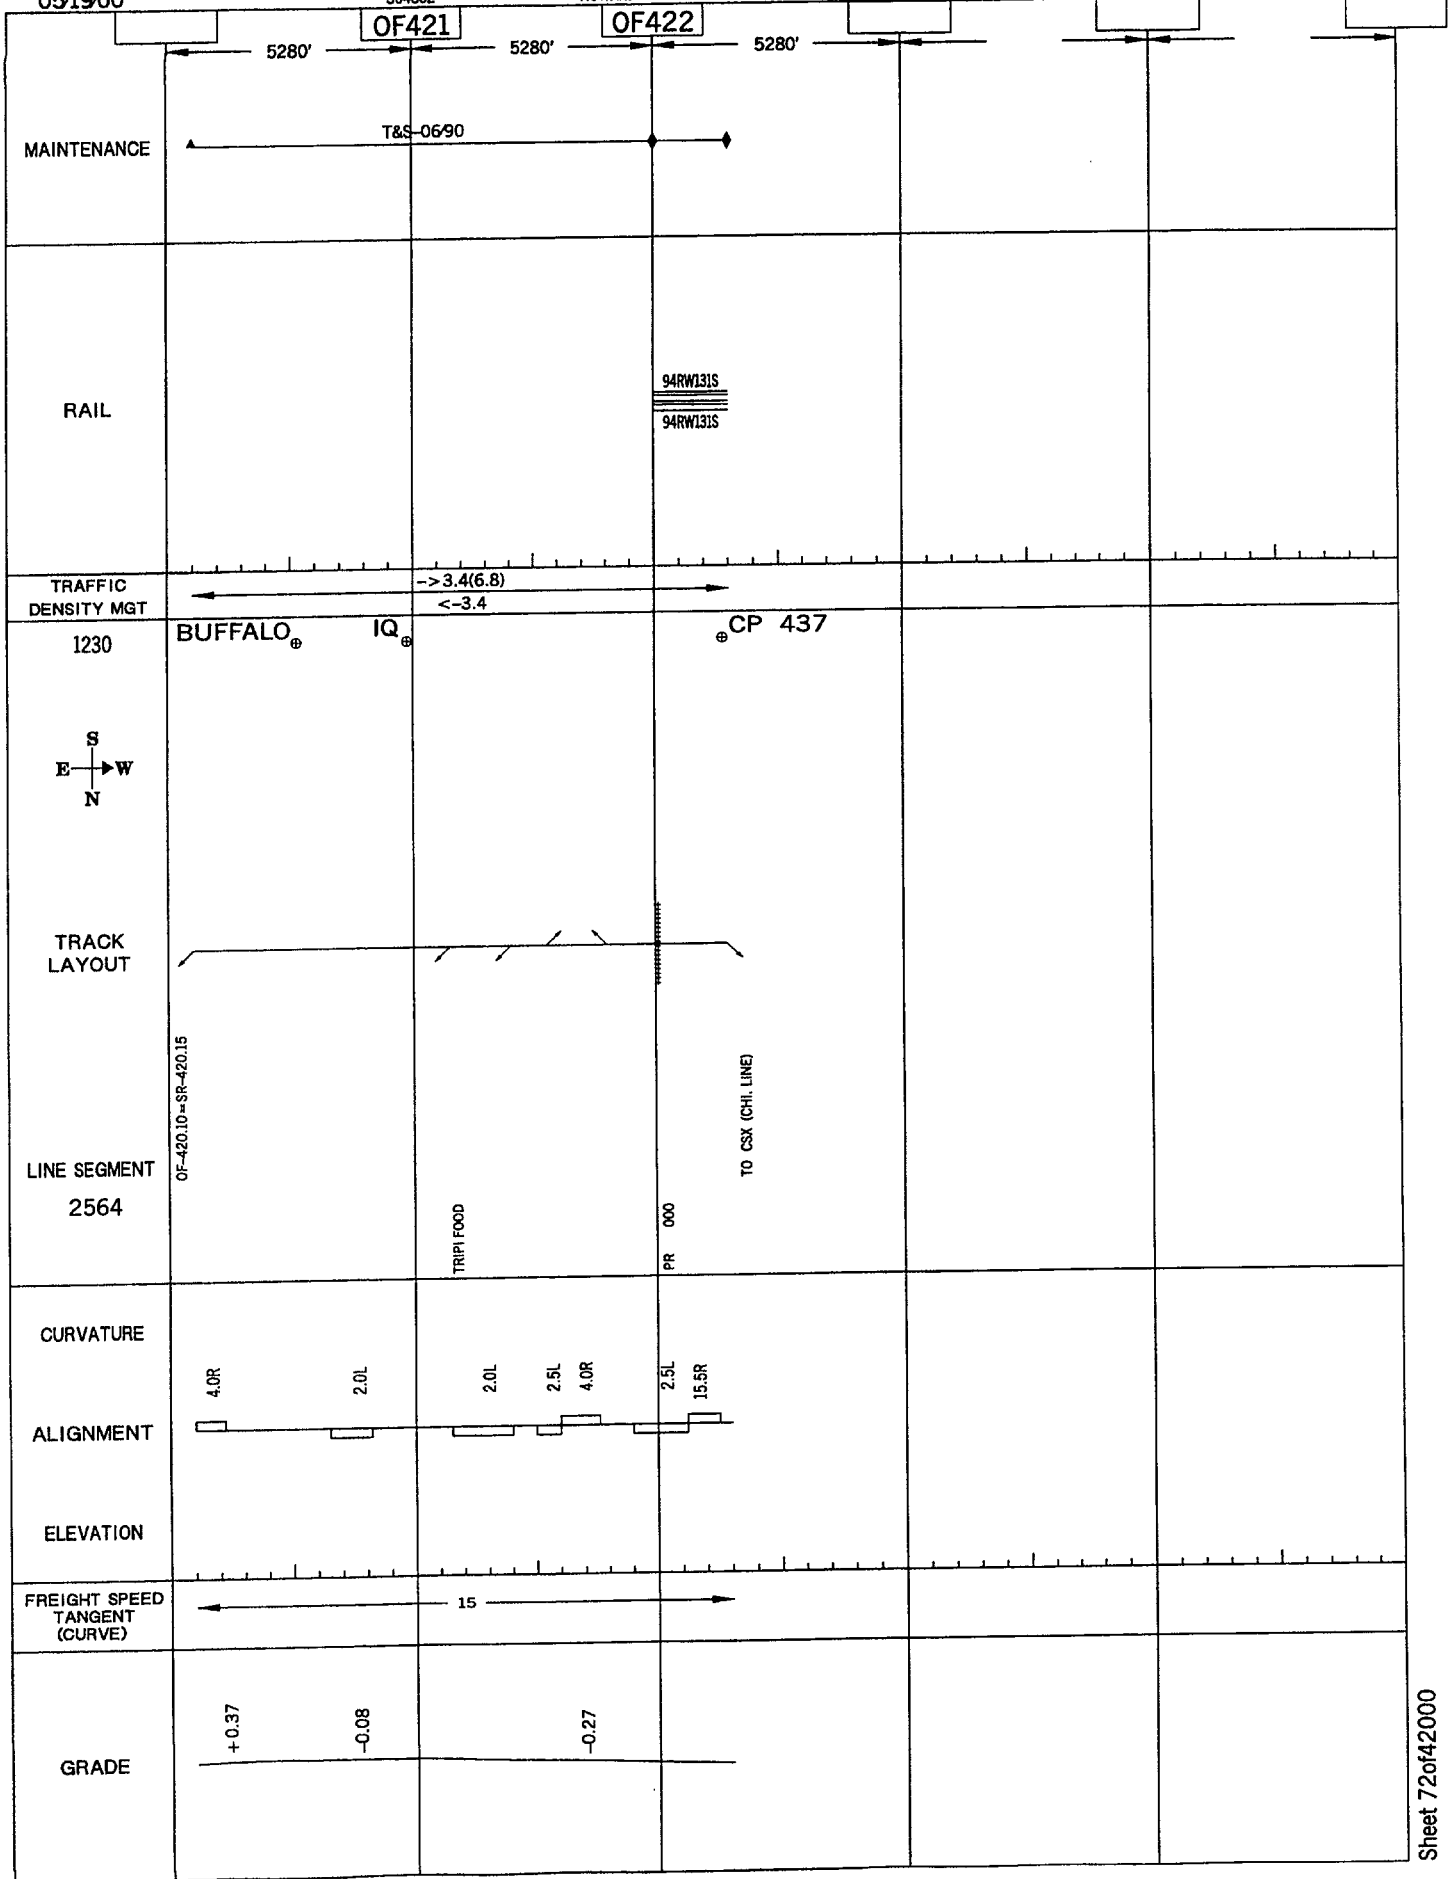 05/19/00
OF421
OF422
5280'
5280'
5280'
MAINTENANCE
T&S-06/90
RAIL
94RW131S
94RW131S
TRAFFIC
DENSITY MGT
->3.4(6.8)
<-3.4
1230
BUFFALO
IQ
CP 437
S
E W
N
TRACK
LAYOUT
OF-420.10=SR-420.15
TO CSX (CHI. LINE)
LINE SEGMENT
2564
TRIPI FOOD
PR 000
CURVATURE
4.0R
2.0L
2.0L
2.5L
4.0R
2.5L
15.5R
ALIGNMENT
ELEVATION
FREIGHT SPEED
TANGENT
(CURVE)
15
+0.37
-0.08
-0.27
GRADE
Sheet 72of42000